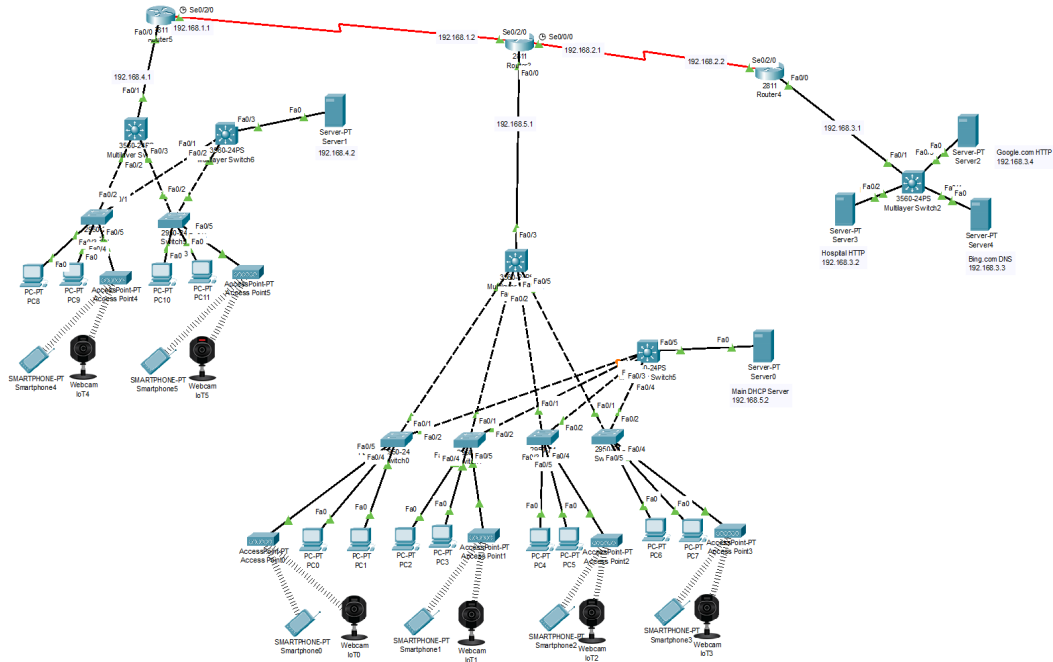 Se0/2/0
Fa0/0
192.168.1.1
192.168.1.2
Se0/2/0
Se0/0/0
2811
Fa0/0
192.168.2.1
192.168.2.2
Se0/2/0
2811
Router4
Fa0/0
192.168.4.1
Fa0/1
Fa0/2
Fa0/3
3560-24PS
Fa0/1
Fa0/2
Fa0/3
Fa0
Server-PT
Server1
192.168.4.2
192.168.5.1
192.168.3.1
Fa0/1
Fa0
Server-PT
Server2
Google.com HTTP
192.168.3.4
Fa0/2
Fa0
3560-24PS
Multilayer Switch2
Fa0
Server-PT
Server3
Server-PT
Server4
Hospital HTTP
192.168.3.2
Bing.com DNS
192.168.3.3
Fa0/2
Fa0/5
Fa0/2
Fa0/5
Fa0
Fa0
Fa0
PC-PT
PC8
PC-PT
PC9
AccessPoint-PT
Access Point4
PC-PT
PC10
PC-PT
PC11
AccessPoint-PT
Access Point5
SMARTPHONE-PT
Smartphone4
Webcam
IoT4
SMARTPHONE-PT
Smartphone5
Webcam
IoT5
Fa0/3
Fa0/2
Fa0/5
Fa0/5
Fa0
Fa0/3
Fa0/4
Server-PT
Server0
Main DHCP Server
192.168.5.2
Fa0/1
Fa0/2
Fa0/5
Fa0/4
Fa0/1
Fa0/2
Fa0/4
Fa0/5
Fa0/1
Fa0/2
Fa0/5
Fa0/1
Fa0/2
Fa0/4
Fa0/5
Fa0
Fa0
Fa0
Fa0
Fa0
Fa0
Fa0
Fa0
AccessPoint-PT
PC-PT
PC0
PC-PT
PC1
PC-PT
PC2
PC-PT
PC3
AccessPoint-PT
Access Point1
PC-PT
PC4
PC-PT
PC5
AccessPoint-PT
Access Point2
PC-PT
PC6
PC-PT
PC7
AccessPoint-PT
Access Point3
SMARTPHONE-PT
Smartphone0
Webcam
IoT0
SMARTPHONE-PT
Smartphone1
Webcam
IoT1
SMARTPHONE-PT
Smartphone2
Webcam
IoT2
SMARTPHONE-PT
Smartphone3
Webcam
IoT3